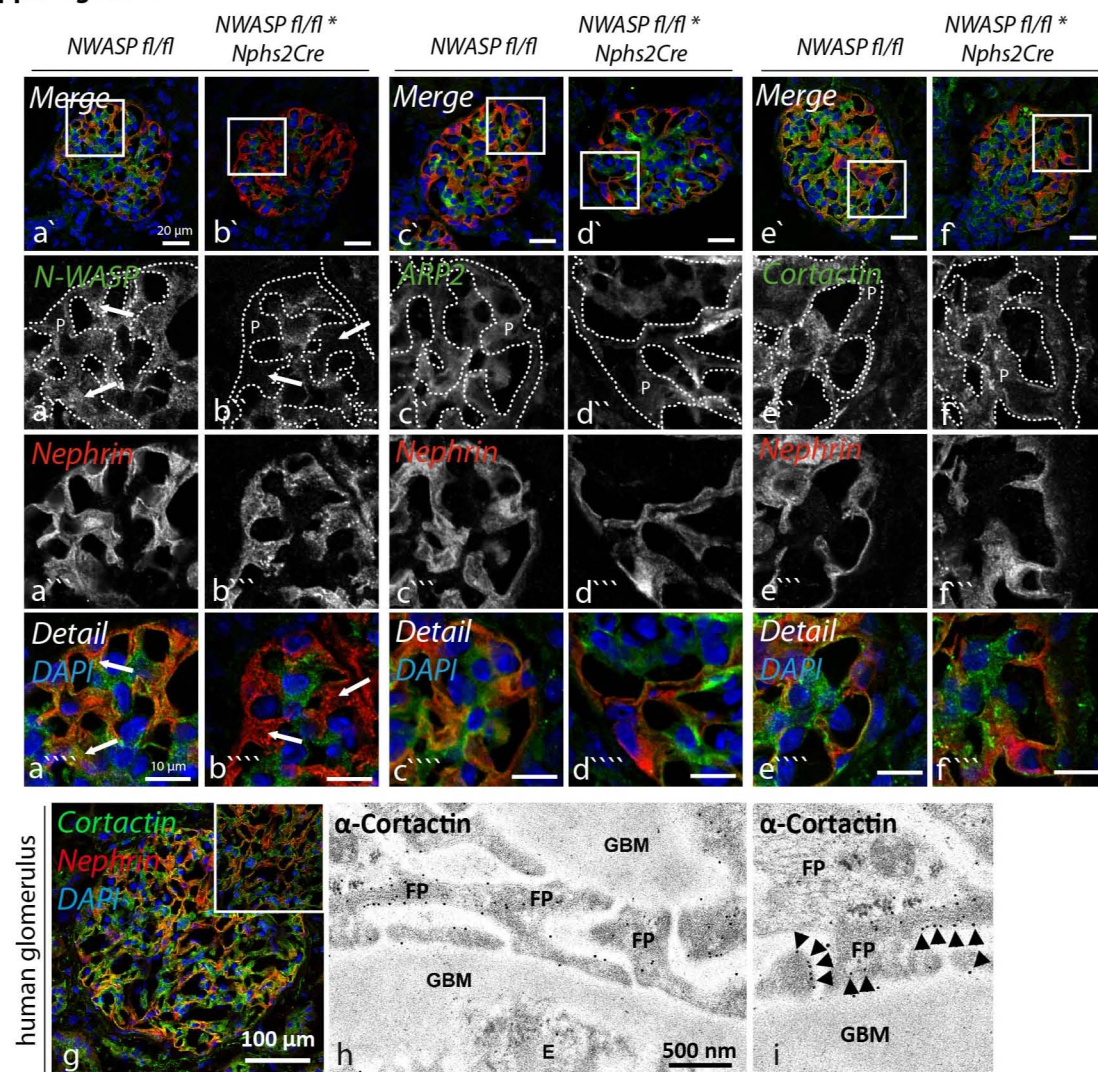 NWASP fl/fl
NWASP fl/fl *
Nphs2Cre
NWASP fl/fl
NWASP fl/fl *
Nphs2Cre
NWASP fl/fl
NWASP fl/fl *
Nphs2Cre
Merge
a`
20 µm
b`
Merge
c`
d`
Merge
e`
f`
N-WASP
P
a``
P
b``
ARP2
P
c``
P
d``
Cortactin
P
e``
P
f``
Nephrin
a```
b```
Nephrin
c```
d```
Nephrin
e```
f```
Detail
DAPI
a````
10 µm
b````
Detail
DAPI
c````
d````
Detail
DAPI
e````
f````
human glomerulus
Cortactin
Nephrin
DAPI
100 µm
g
α-Cortactin
GBM
FP
FP
FP
GBM
E
500 nm
h
α-Cortactin
FP
FP
GBM
i